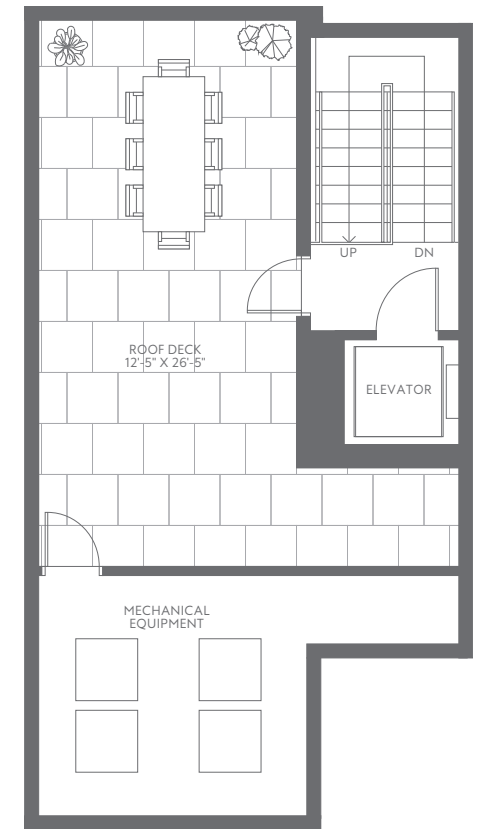 UP
DN
ROOF DECK
12'-5" X 26'-5"
ELEVATOR
MECHANICAL
EQUIPMENT